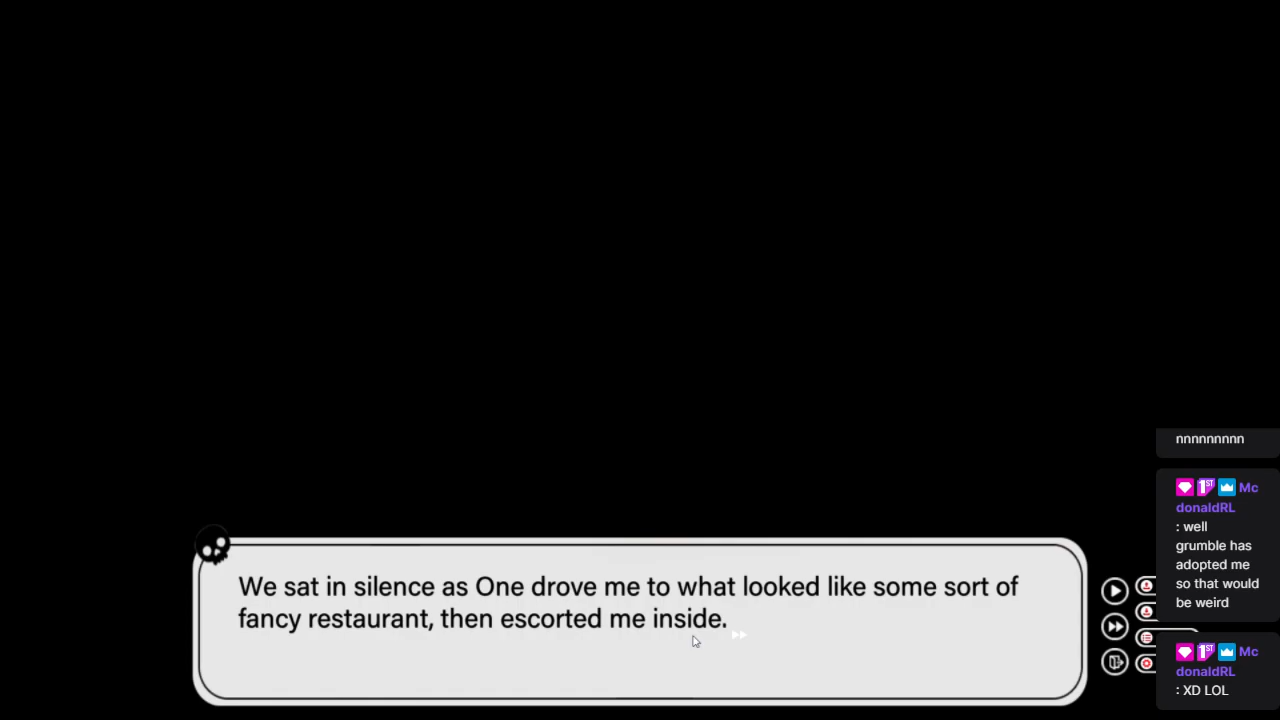 We sat in silence as One drove me to what looked like some sort of
fancy restaurant, then escorted me inside.
nnnnnnnnn
1ST Mc
donaldRL
: well
grumble has
adopted me
so that would
be weird
1ST Mc
donaldRL
: XD LOL